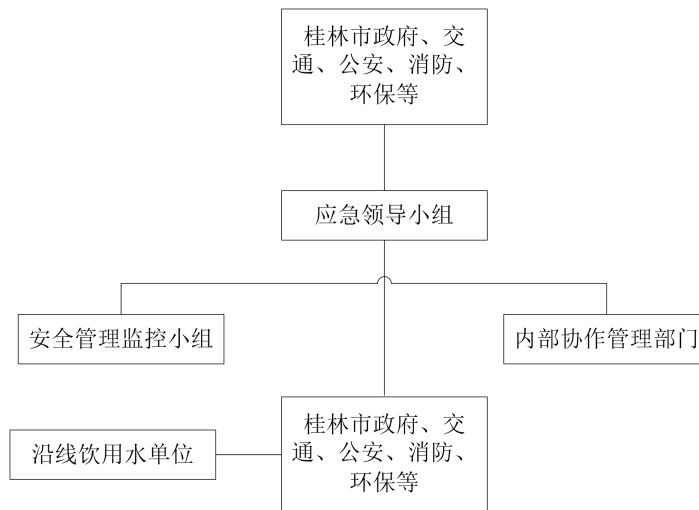 桂林市政府、交
通、公安、消防、
环保等
应急领导小组
安全管理监控小组
内部协作管理部门
桂林市政府、交
通、公安、消防、
环保等
沿线饮用水单位